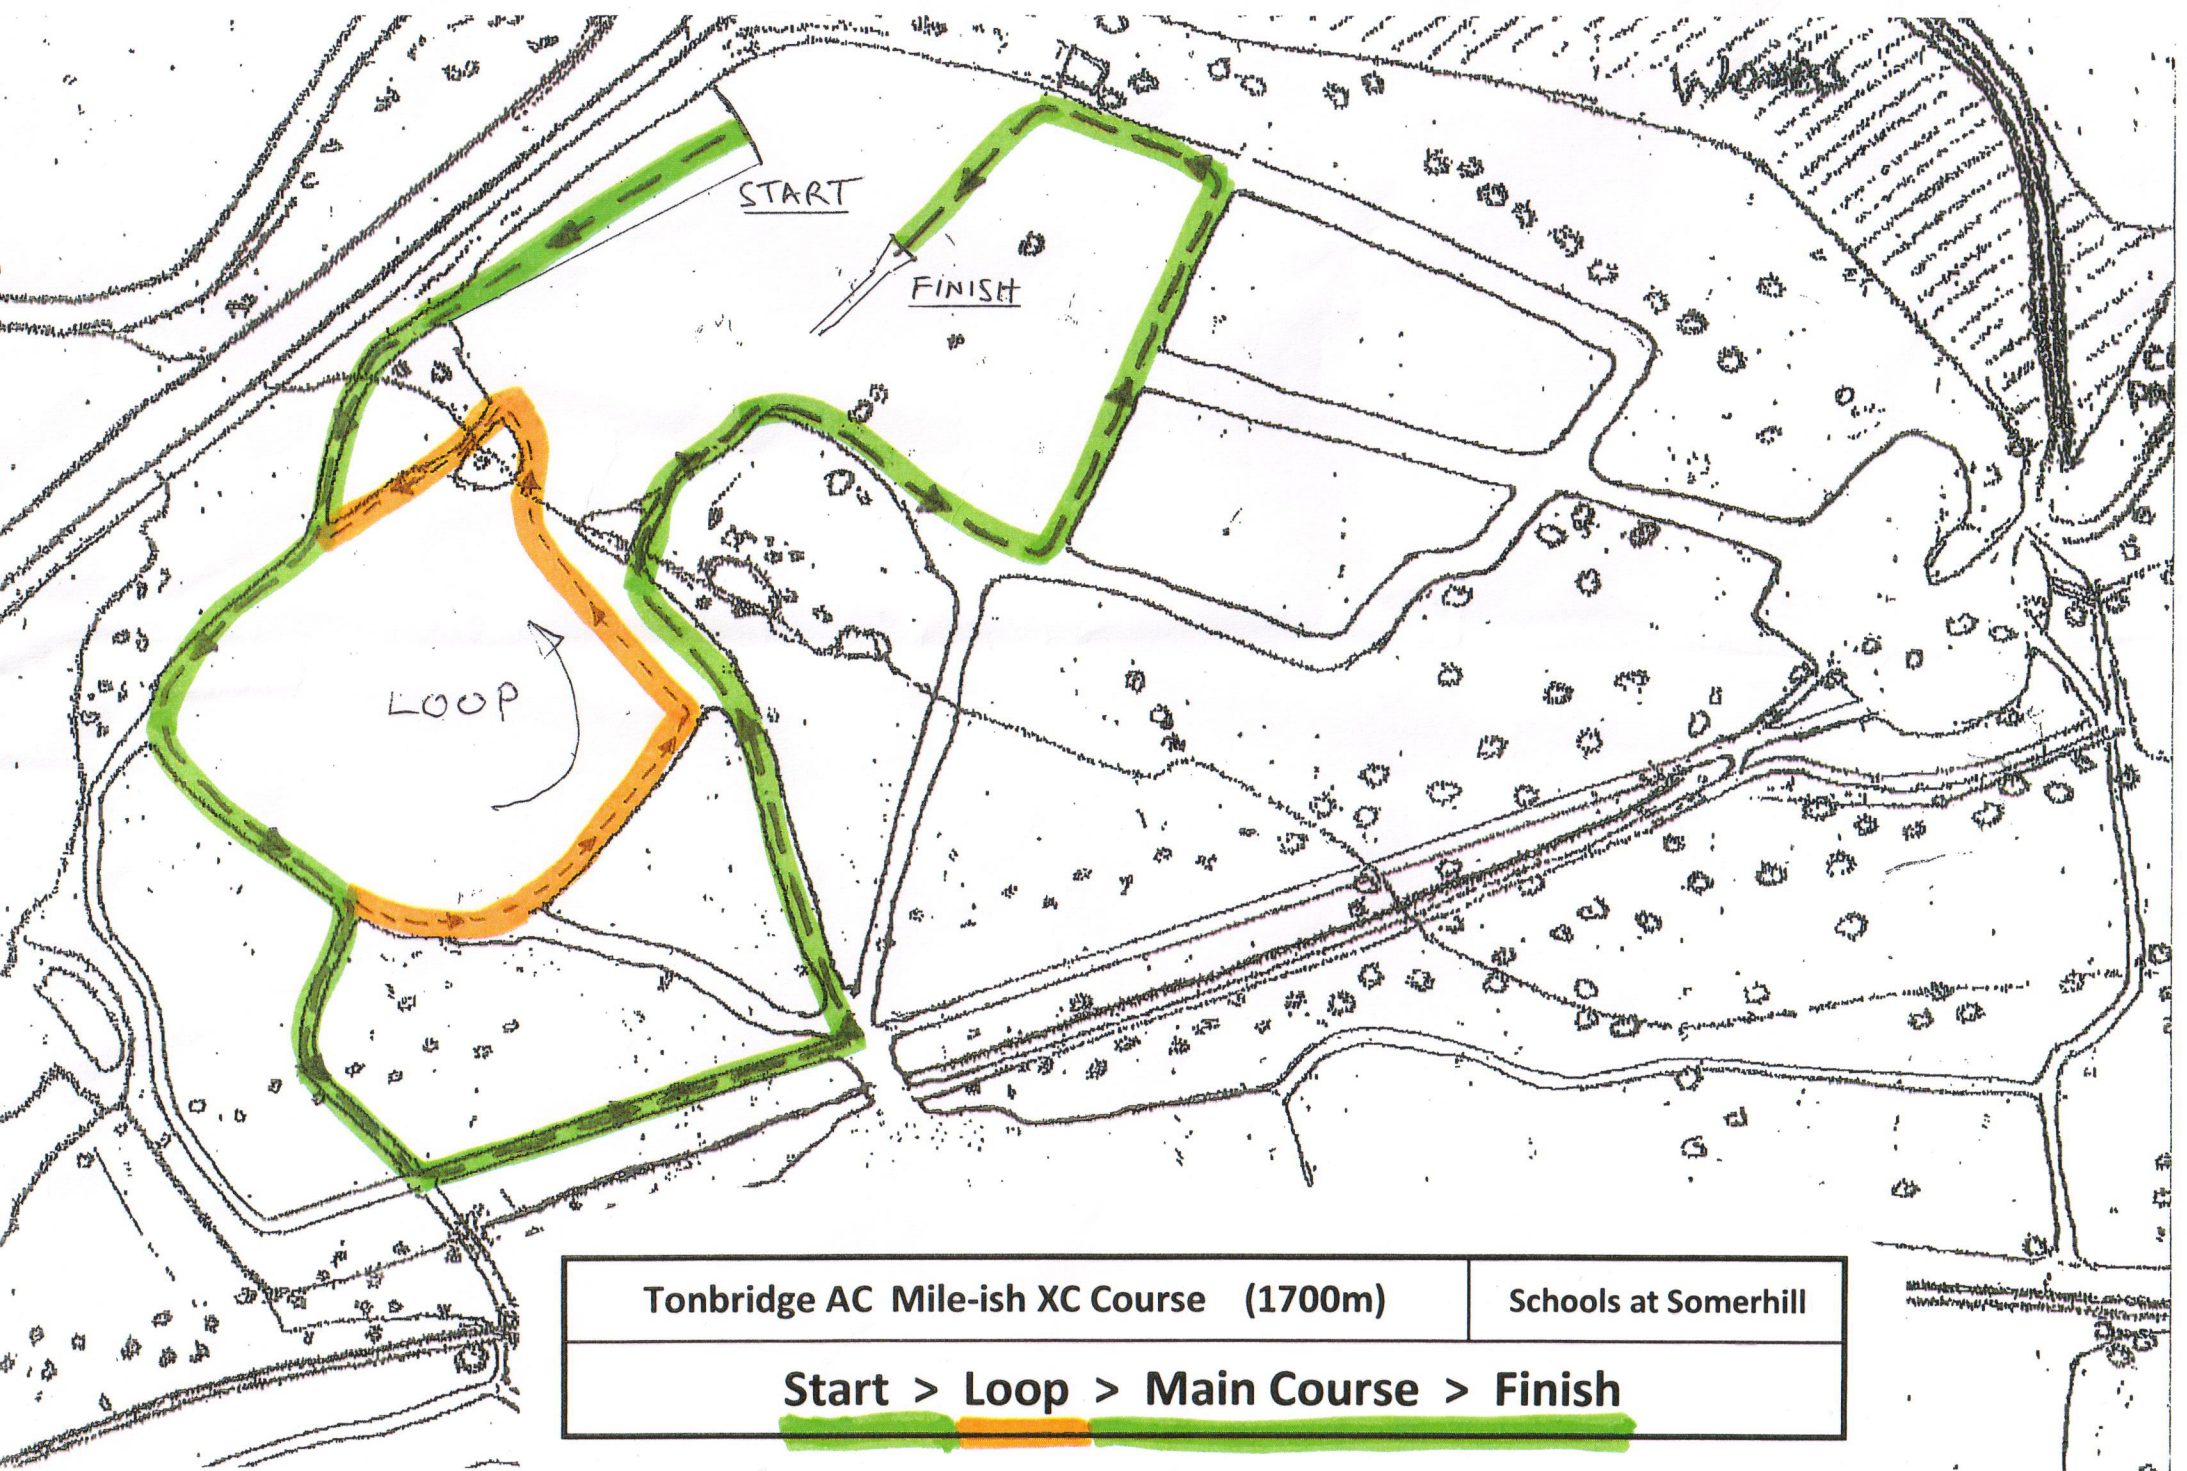 START
FINISH
LOOP
Tonbridge AC Mile-ish XC Course (1700m)
Schools at Somerhill
Start > Loop > Main Course > Finish